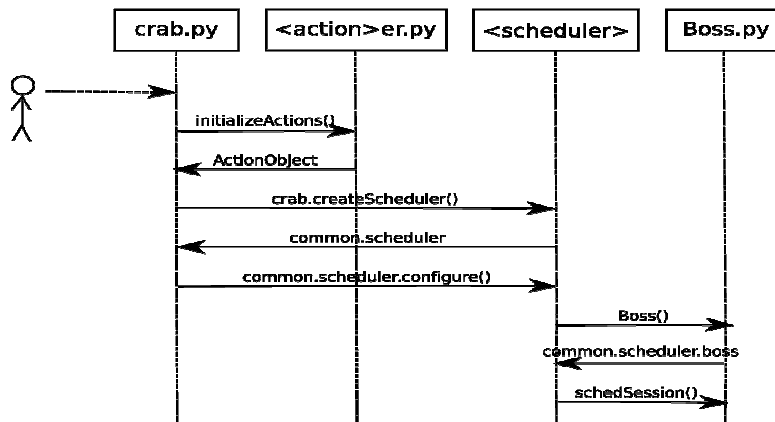 crab.py
<action>er.py
<scheduler>
Boss.py
initializeActions()
ActionObject
crab.createScheduler()
common.scheduler
common.scheduler.configure()
Boss()
common.scheduler.boss
schedSession()